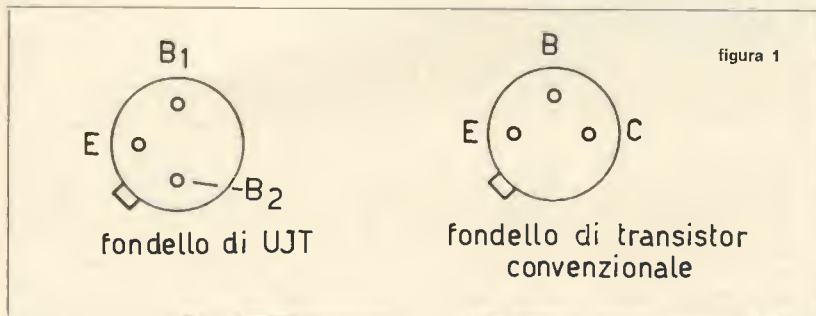 figura 1
B1
E
B2
fondello di UJT
B
E
C
fondello di transistor
convenzionale